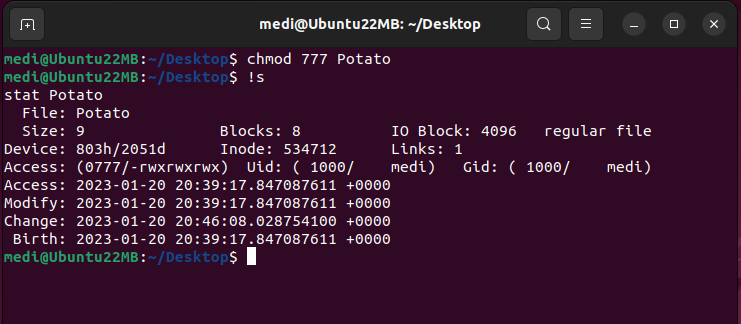 medi@Ubuntu22MB: ~/Desktop
medi@Ubuntu22MB:~/Desktop$ chmod 777 Potato
medi@Ubuntu22MB:~/Desktop$ !s
stat Potato
  File: Potato
  Size: 9               Blocks: 8          IO Block: 4096   regular file
Device: 803h/2051d      Inode: 534712      Links: 1
Access: (0777/-rwxrwxrwx)  Uid: ( 1000/    medi)   Gid: ( 1000/    medi)
Access: 2023-01-20 20:39:17.847087611 +0000
Modify: 2023-01-20 20:39:17.847087611 +0000
Change: 2023-01-20 20:46:08.028754100 +0000
 Birth: 2023-01-20 20:39:17.847087611 +0000
medi@Ubuntu22MB:~/Desktop$